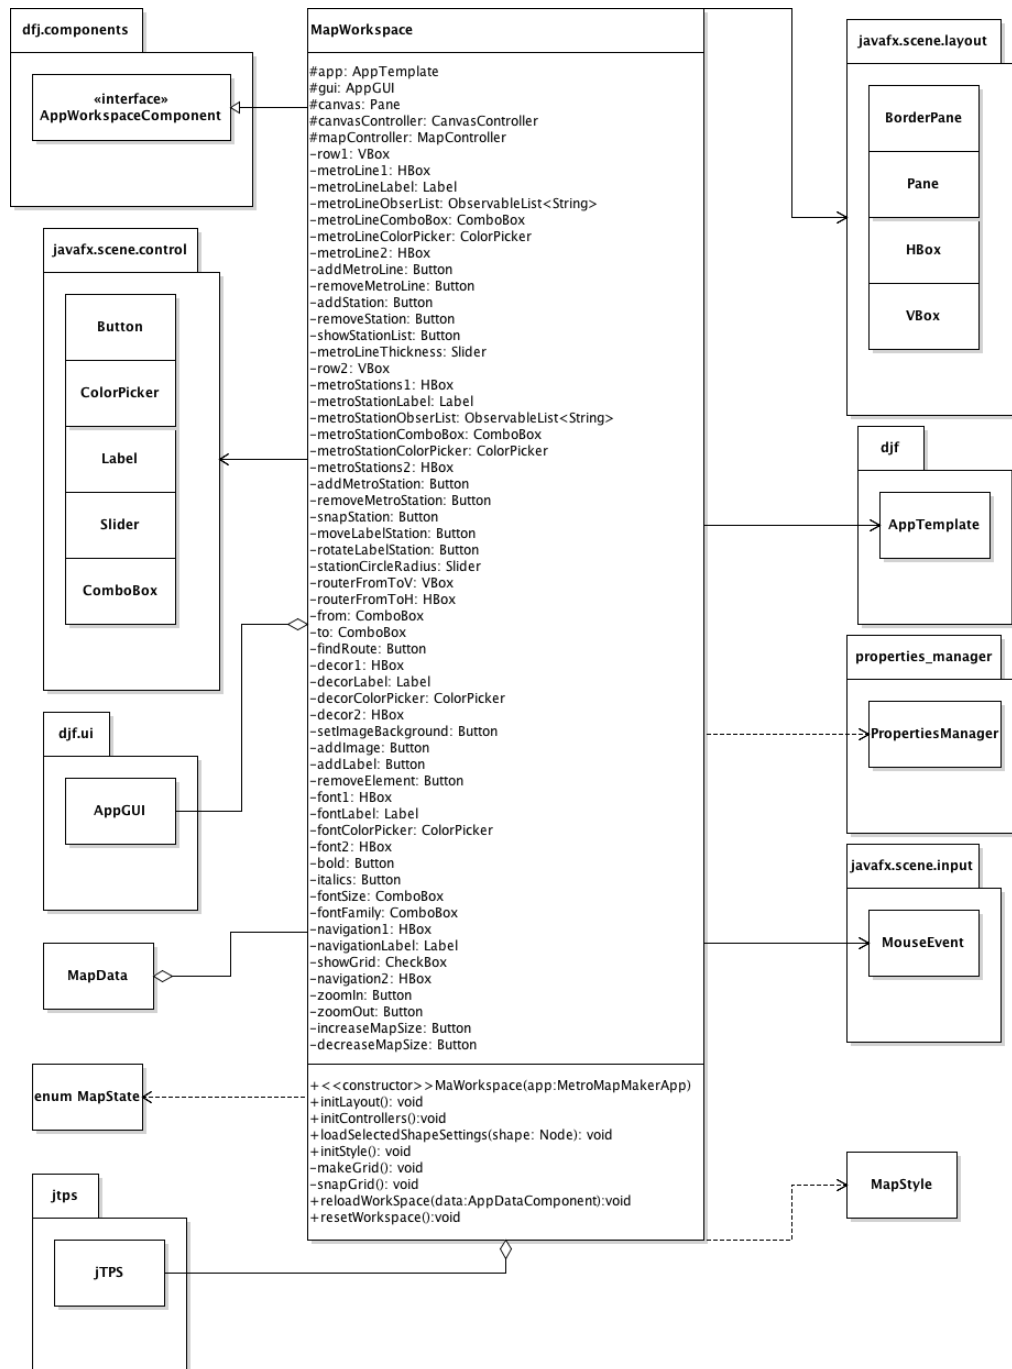 dfj.components
«interface»
AppWorkspaceComponent
javafx.scene.control
Button
ColorPicker
Label
Slider
ComboBox
djf.ui
AppGUI
MapData
enum MapState
jtps
jTPS
MapWorkspace
#app: AppTemplate
#gui: AppGUI
#canvas: Pane
#canvasController: CanvasController
#mapController: MapController
-row1: VBox
-metroLine1: HBox
-metroLineLabel: Label
-metroLineObserList: ObservableList<String>
-metroLineComboBox: ComboBox
-metroLineColorPicker: ColorPicker
-metroLine2: HBox
-addMetroLine: Button
-removeMetroLine: Button
-addStation: Button
-removeStation: Button
-showStationList: Button
-metroLineThickness: Slider
-row2: VBox
-metroStations1: HBox
-metroStationLabel: Label
-metroStationObserList: ObservableList<String>
-metroStationComboBox: ComboBox
-metroStationColorPicker: ColorPicker
-metroStations2: HBox
-addMetroStation: Button
-removeMetroStation: Button
-snapStation: Button
-moveLabelStation: Button
-rotateLabelStation: Button
-stationCircleRadius: Slider
-routerFromToV: VBox
-routerFromToH: HBox
-from: ComboBox
-to: ComboBox
-findRoute: Button
-decor1: HBox
-decorLabel: Label
-decorColorPicker: ColorPicker
-decor2: HBox
-setImageBackground: Button
-addImage: Button
-addLabel: Button
-removeElement: Button
-font1: HBox
-fontLabel: Label
-fontColorPicker: ColorPicker
-font2: HBox
-bold: Button
-italics: Button
-fontSize: ComboBox
-fontFamily: ComboBox
-navigation1: HBox
-navigationLabel: Label
-showGrid: CheckBox
-navigation2: HBox
-zoomIn: Button
-zoomOut: Button
-increaseMapSize: Button
-decreaseMapSize: Button
+<<constructor>>MaWorkspace(app:MetroMapMakerApp)
+initLayout(): void
+initControllers():void
+loadSelectedShapeSettings(shape: Node): void
+initStyle(): void
-makeGrid(): void
-snapGrid(): void
+reloadWorkSpace(data:AppDataComponent):void
+resetWorkspace():void
javafx.scene.layout
BorderPane
Pane
HBox
VBox
djf
AppTemplate
properties_manager
PropertiesManager
javafx.scene.input
MouseEvent
MapStyle